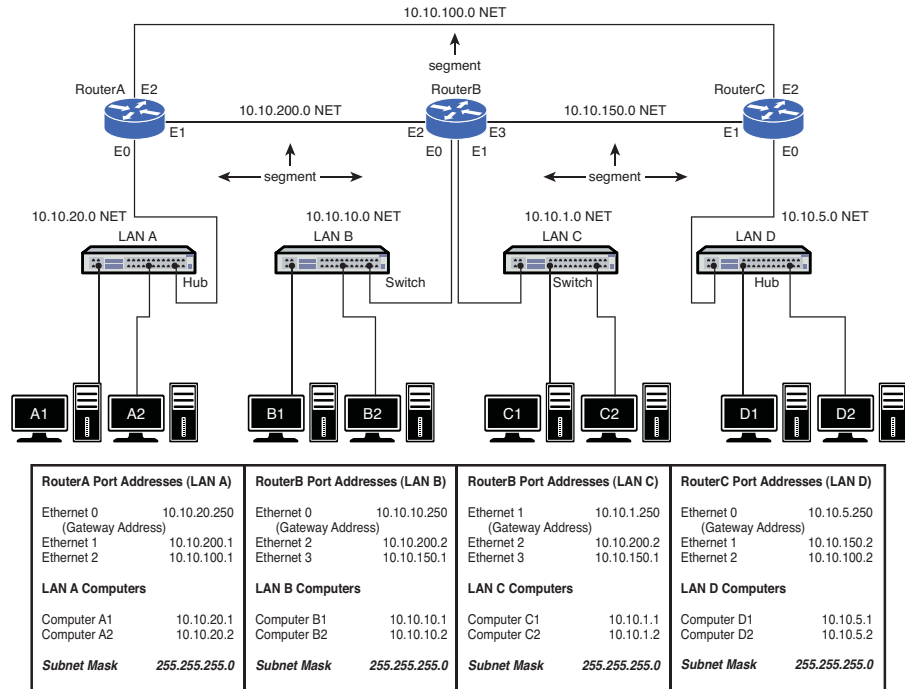 10.10.100.0 NET
segment
RouterA E2
RouterB
RouterC E2
10.10.200.0 NET
10.10.150.0 NET
E1
E2
E3
E1
E0
E0
E1
E0
segment
segment
10.10.20.0 NET
10.10.10.0 NET
10.10.1.0 NET
10.10.5.0 NET
LAN A
LAN B
LAN C
LAN D
Hub
Switch
Switch
Hub
A1
A2
B1
B2
C1
C2
D1
D2
RouterA Port Addresses (LAN A)
Ethernet 0 10.10.20.250
(Gateway Address)
Ethernet 1 10.10.200.1
Ethernet 2 10.10.100.1
LAN A Computers
Computer A1 10.10.20.1
Computer A2 10.10.20.2
Subnet Mask 255.255.255.0
RouterB Port Addresses (LAN B)
Ethernet 0 10.10.10.250
(Gateway Address)
Ethernet 2 10.10.200.2
Ethernet 3 10.10.150.1
LAN B Computers
Computer B1 10.10.10.1
Computer B2 10.10.10.2
Subnet Mask 255.255.255.0
RouterB Port Addresses (LAN C)
Ethernet 1 10.10.1.250
(Gateway Address)
Ethernet 2 10.10.200.2
Ethernet 3 10.10.150.1
LAN C Computers
Computer C1 10.10.1.1
Computer C2 10.10.1.2
Subnet Mask 255.255.255.0
RouterC Port Addresses (LAN D)
Ethernet 0 10.10.5.250
(Gateway Address)
Ethernet 1 10.10.150.2
Ethernet 2 10.10.100.2
LAN D Computers
Computer D1 10.10.5.1
Computer D2 10.10.5.2
Subnet Mask 255.255.255.0